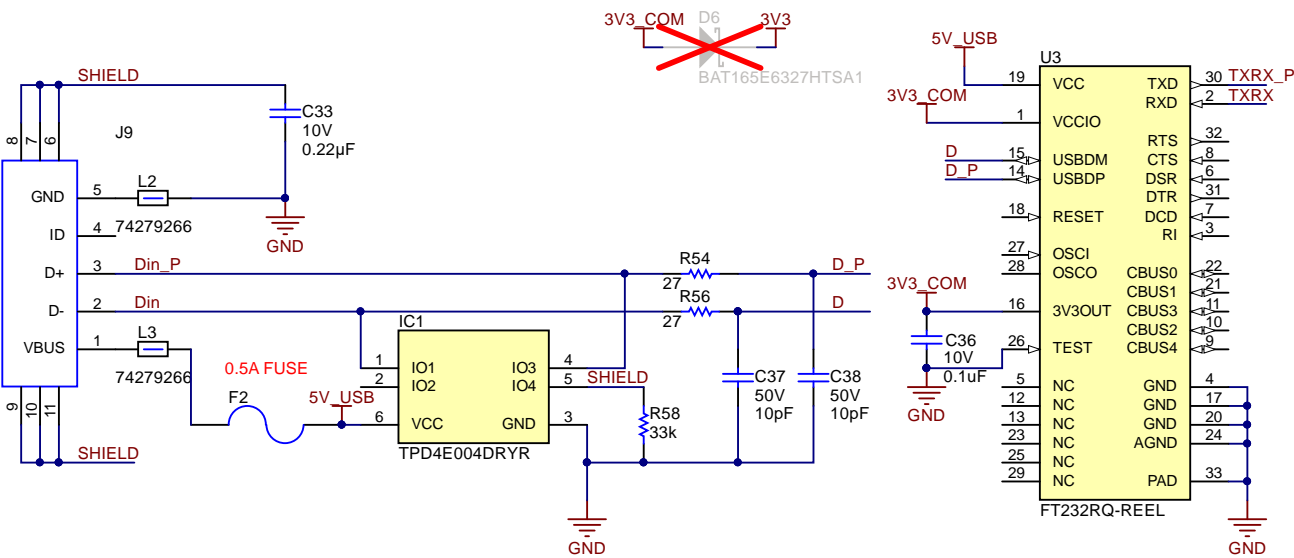 3V3_COM
D6
3V3
BAT165E6327HTSA1
SHIELD
C33
10V
0.22µF
8
7
6
J9
GND
5
L2
74279266
GND
ID
4
D+
3
Din_P
R54
27
D_P
D-
2
Din
R56
27
D
VBUS
1
L3
74279266
0.5A FUSE
F2
5V_USB
IC1
1
IO1
IO3
4
2
IO2
IO4
5
SHIELD
6
VCC
GND
3
TPD4E004DRYR
R58
33k
C37
50V
10pF
C38
50V
10pF
9
10
11
SHIELD
GND
5V_USB
U3
19
VCC
TXD
30
TXRX_P
3V3_COM
RXD
2
TXRX
1
VCCIO
RTS
32
D
15
USBDM
CTS
8
D_P
14
USBDP
DSR
6
DTR
31
18
RESET
DCD
7
RI
3
27
OSCI
28
OSCO
CBUS0
22
3V3_COM
CBUS1
21
16
3V3OUT
CBUS3
11
CBUS2
10
C36
10V
0.1uF
26
TEST
CBUS4
9
GND
5
NC
GND
4
12
NC
GND
17
13
NC
GND
20
23
NC
AGND
24
25
NC
29
NC
PAD
33
FT232RQ-REEL
GND